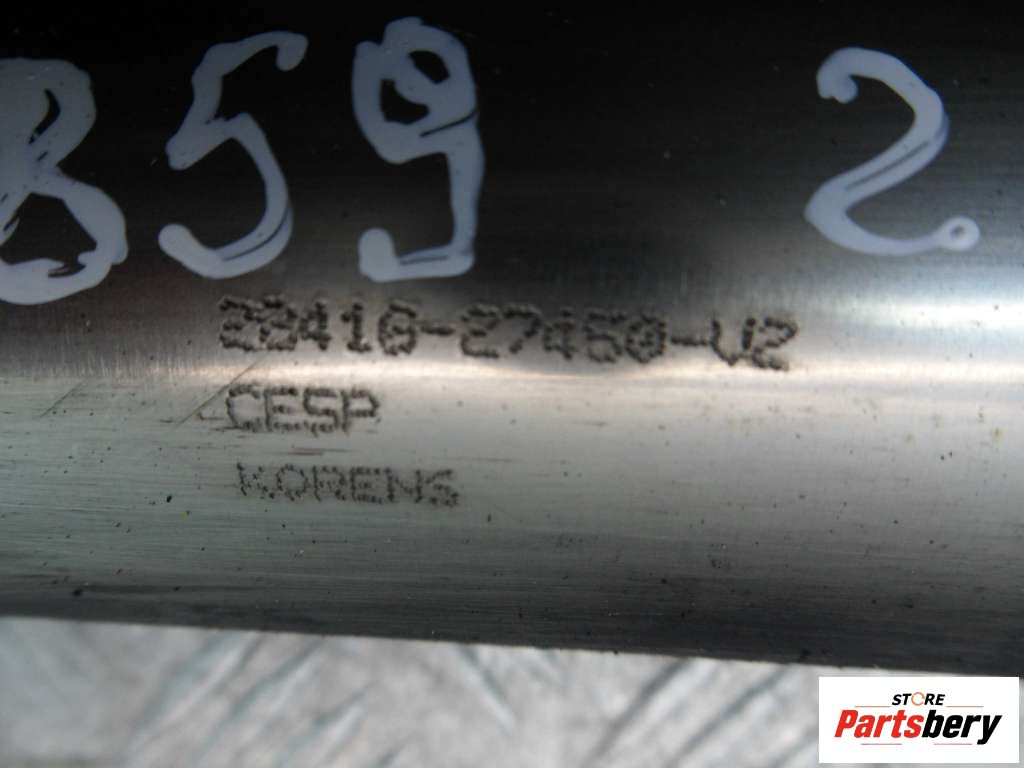 859 2
28416-27450-V2
CESP
KORENS
STORE
Partsbery